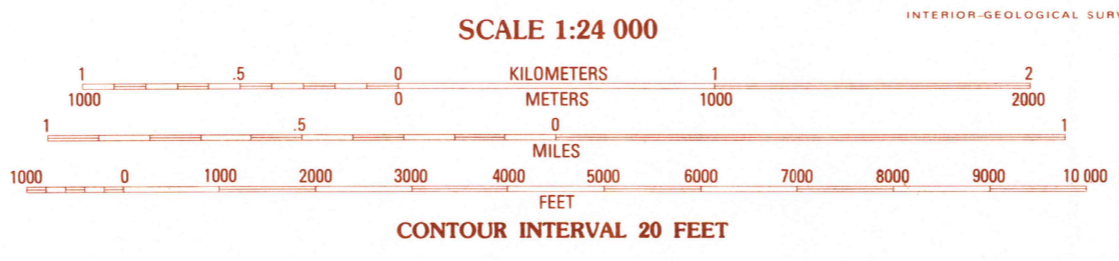 INTERIOR-GEOLOGICAL
SCALE 1:24 000
1 .5 0 KILOMETERS 1 2
1000 0 METERS 1000 2000
1 .5 0 1
MILES
1000 0 1000 2000 3000 4000 5000 6000 7000 8000 9000 10 000
FEET
CONTOUR INTERVAL 20 FEET